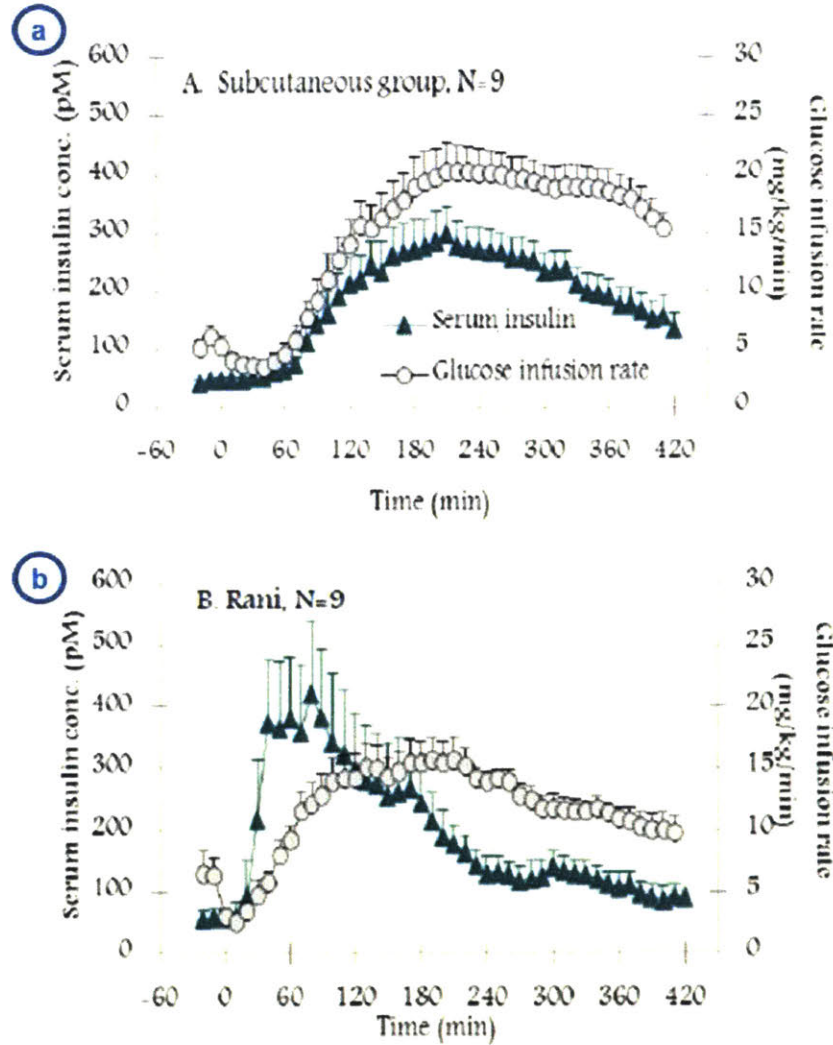 a
A. Subcutaneous group, N=9
Serum insulin conc. (pM)
600
500
400
300
200
100
0
30
25
20
15
10
5
0
Glucose infusion rate
(mg/kg/min)
Serum insulin
Glucose infusion rate
-60 0 60 120 180 240 300 360 420
Time (min)
b
B. Rani, N=9
Serum insulin conc. (pM)
600
500
400
300
200
100
0
30
25
20
15
10
5
0
Glucose infusion rate
(mg/kg/min)
-60 0 60 120 180 240 300 360 420
Time (min)